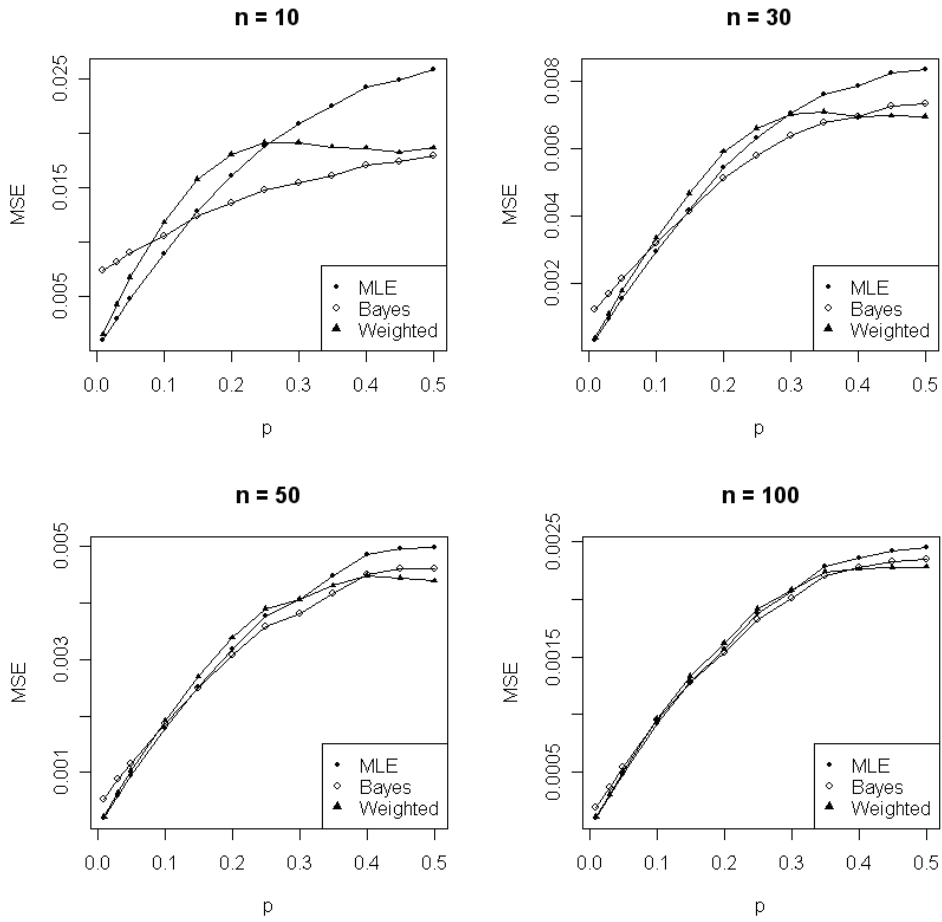 n = 10
MSE
0.025
0.015
0.005
MLE
Bayes
Weighted
0.0 0.1 0.2 0.3 0.4 0.5
p
n = 30
MSE
0.008
0.006
0.004
0.002
MLE
Bayes
Weighted
0.0 0.1 0.2 0.3 0.4 0.5
p
n = 50
MSE
0.005
0.003
0.001
MLE
Bayes
Weighted
0.0 0.1 0.2 0.3 0.4 0.5
p
n = 100
MSE
0.0025
0.0015
0.0005
MLE
Bayes
Weighted
0.0 0.1 0.2 0.3 0.4 0.5
p